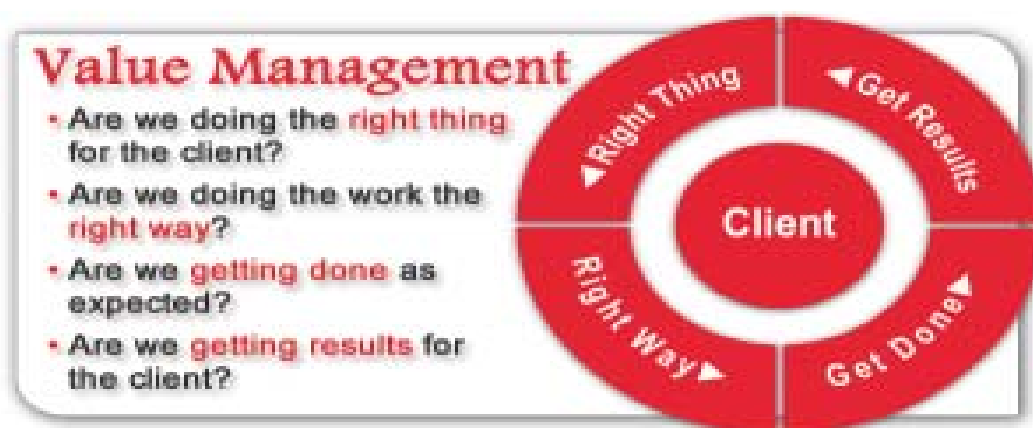 Value Management
• Are we doing the right thing
for the client?
• Are we doing the work the
right way?
• Are we getting done as
expected?
• Are we getting results for
the client?
◀Right Thing
◀Get Results
Client
Right Way▶
Get Done▶